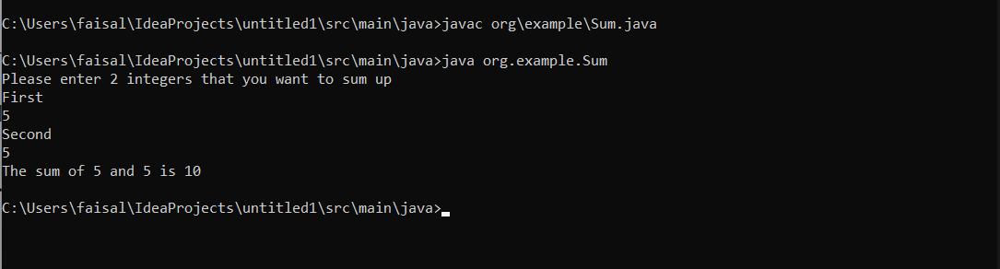 C:\Users\faisal\IdeaProjects\untitled1\src\main\java>javac org\example\Sum.java
C:\Users\faisal\IdeaProjects\untitled1\src\main\java>java org.example.Sum
Please enter 2 integers that you want to sum up
First
5
Second
5
The sum of 5 and 5 is 10
C:\Users\faisal\IdeaProjects\untitled1\src\main\java>